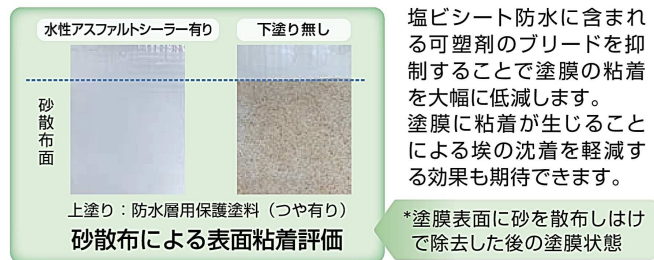 水性アスファルトシーラー有り
下塗り無し
砂散布面
上塗り：防水層用保護塗料（つや有り）
砂散布による表面粘着評価
塩ビシート防水に含まれ
る可塑剤のブリードを抑
制することで塗膜の粘着
を大幅に低減します。
塗膜に粘着が生じること
による埃の沈着を軽減す
る効果も期待できます。
*塗膜表面に砂を散布しはけ
で除去した後の塗膜状態